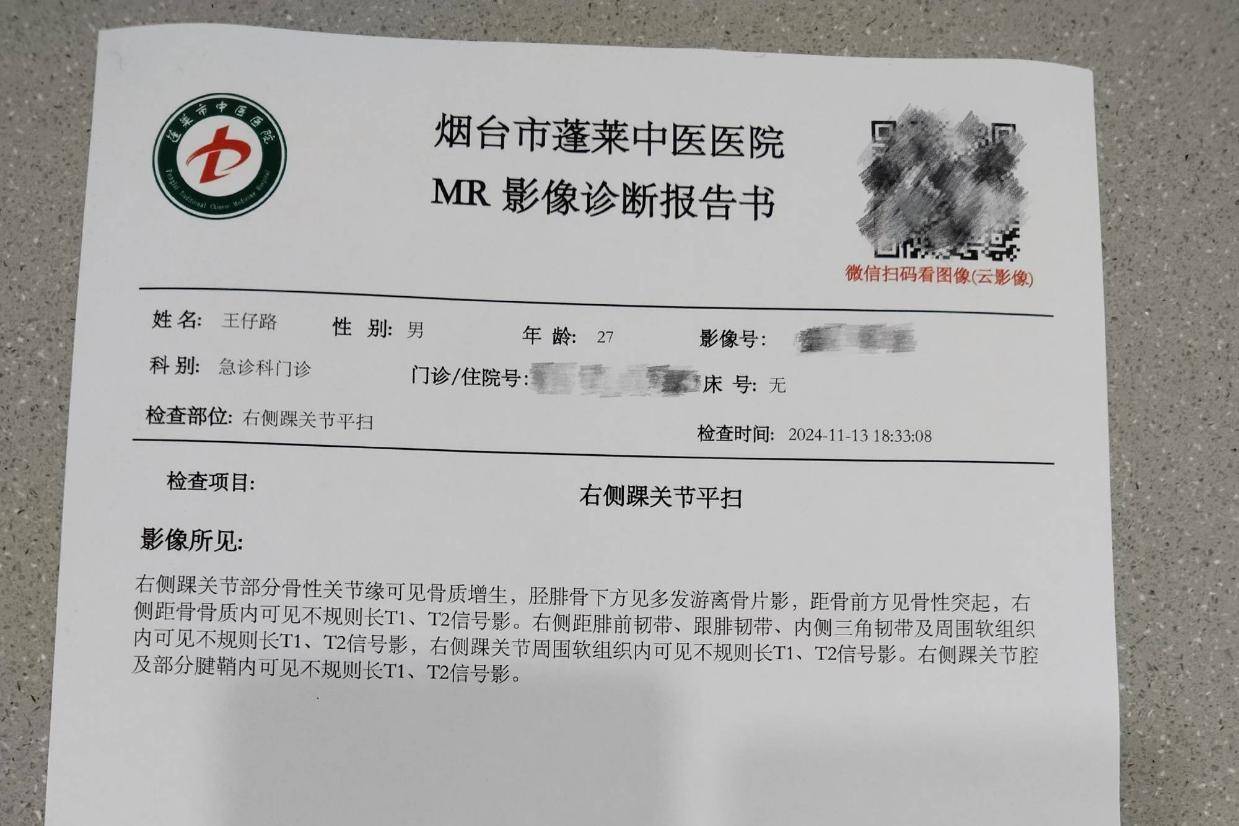 蓬莱市中医医院
Penglai Traditional Chinese Medicine Hospital
烟台市蓬莱中医医院
MR 影像诊断报告书
微信扫码看图像(云影像)
姓 名: 王仔路 性 别: 男 年 龄: 27 影像号:
科 别: 急诊科门诊 门诊/住院号: 床 号: 无
检查部位: 右侧踝关节平扫 检查时间: 2024-11-13 18:33:08
检查项目: 右侧踝关节平扫
影像所见:
右侧踝关节部分骨性关节缘可见骨质增生，胫腓骨下方见多发游离骨片影，距骨前方见骨性突起，右
侧距骨骨质内可见不规则长T1、T2信号影。右侧距腓前韧带、跟腓韧带、内侧三角韧带及周围软组织
内可见不规则长T1、T2信号影，右侧踝关节周围软组织内可见不规则长T1、T2信号影。右侧踝关节腔
及部分腱鞘内可见不规则长T1、T2信号影。